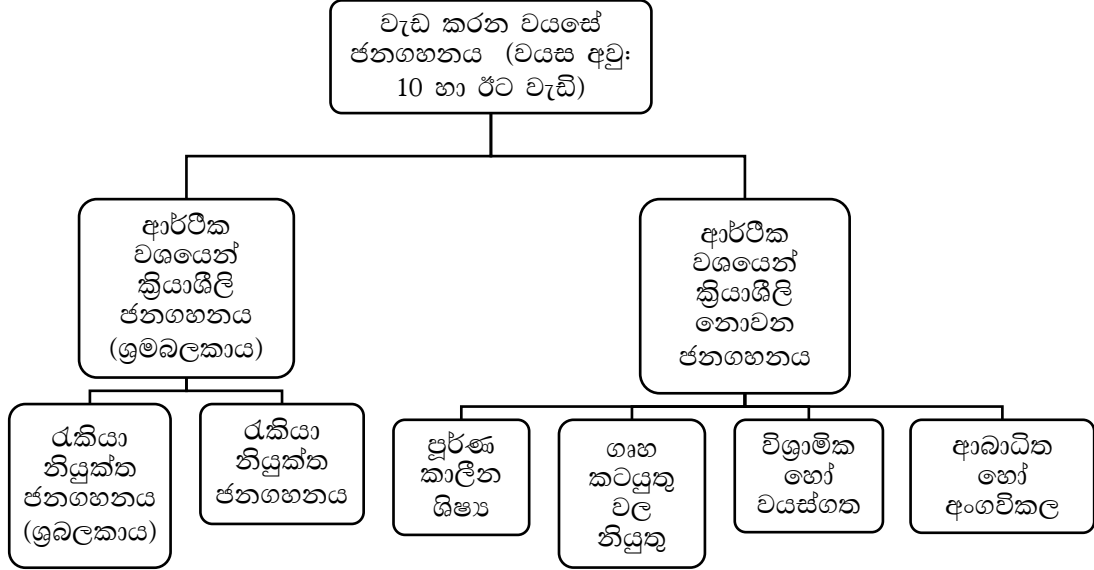 වැඩ කරන වයසේ
ජනගහනය (වයස අවු:
10 හා ඊට වැඩි)
ආර්ථික
වශයෙන්
ක්‍රියාශීලි
ජනගහනය
(ශ්‍රමබලකාය)
ආර්ථික
වශයෙන්
ක්‍රියාශීලි
නොවන
ජනගහනය
රැකියා
නියුක්ත
ජනගහනය
(ශ්‍රබලකාය)
රැකියා
නියුක්ත
ජනගහනය
පූර්ණ
කාලීන
ශිෂ්‍ය
ගෘහ
කටයුතු
වල
නියුතු
විශ්‍රාමික
හෝ
වයස්ගත
ආබාධිත
හෝ
අංගවිකල